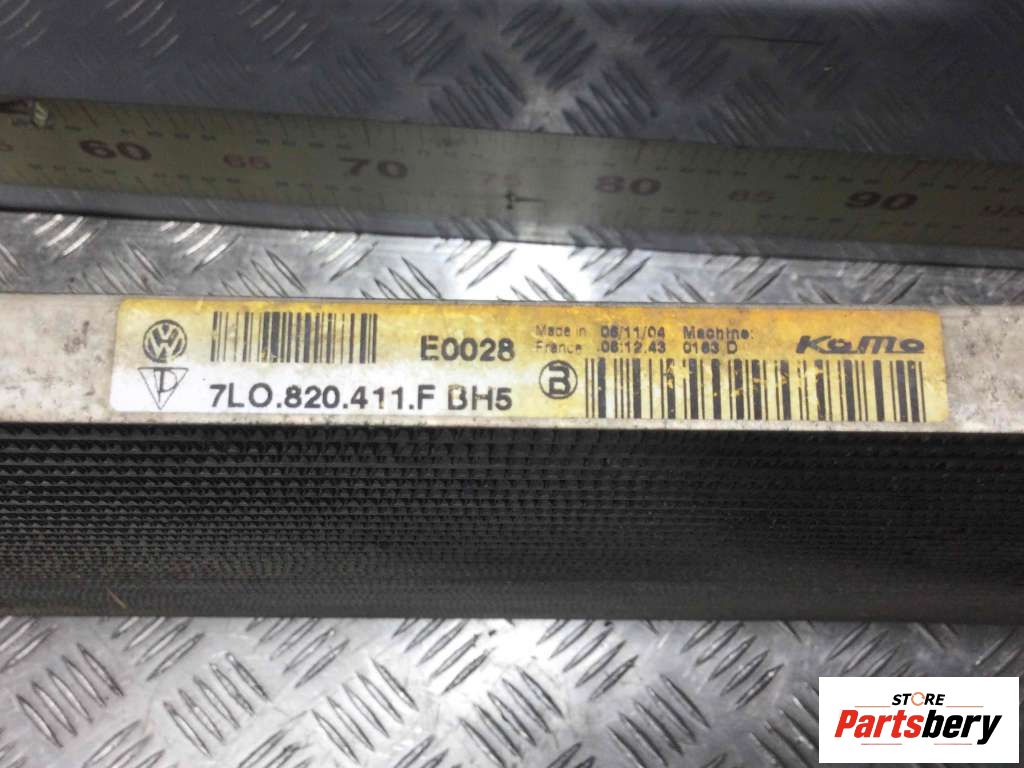 60 65 70 75 80 85 90 95
E0028
Made in 06/11/04 Machine:
France .06:12.43 0163 D
KaMo
7LO.820.411.F BH5
B
STORE
Partsbery